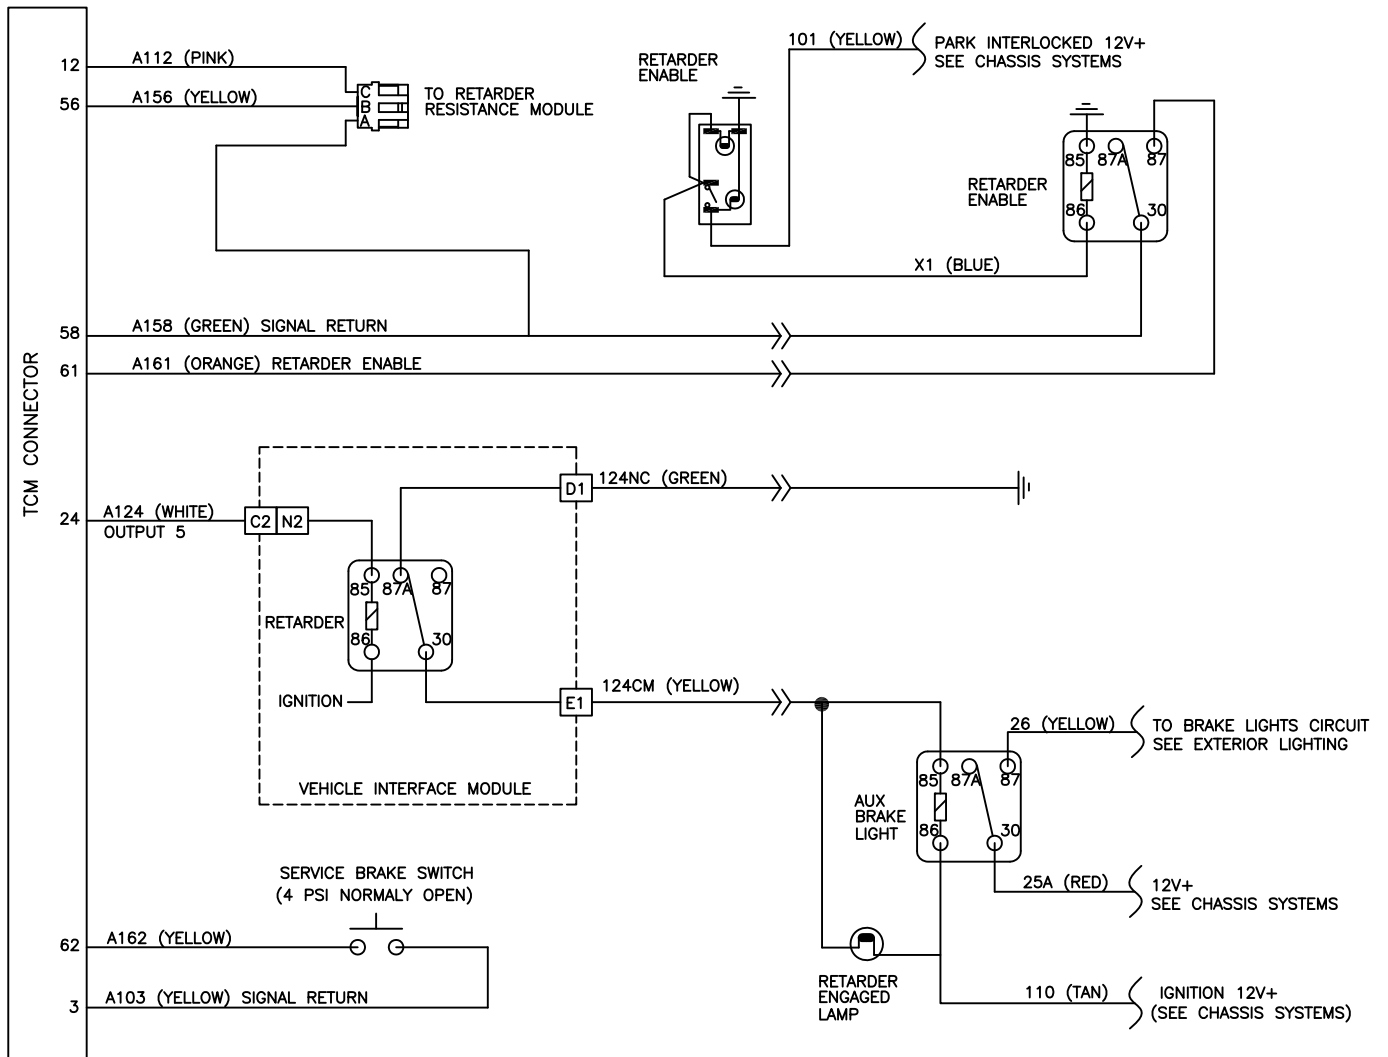 TCM CONNECTOR
12
A112 (PINK)
56
A156 (YELLOW)
C
B
A
TO RETARDER
RESISTANCE MODULE
RETARDER
ENABLE
101 (YELLOW)
PARK INTERLOCKED 12V+
SEE CHASSIS SYSTEMS
RETARDER
ENABLE
85
87A
87
86
30
X1 (BLUE)
58
A158 (GREEN) SIGNAL RETURN
61
A161 (ORANGE) RETARDER ENABLE
24
A124 (WHITE)
OUTPUT 5
C2
N2
D1
124NC (GREEN)
85
87A
87
RETARDER
86
30
IGNITION
E1
124CM (YELLOW)
VEHICLE INTERFACE MODULE
26 (YELLOW)
TO BRAKE LIGHTS CIRCUIT
SEE EXTERIOR LIGHTING
85
87A
87
AUX
BRAKE
LIGHT
86
30
25A (RED)
12V+
SEE CHASSIS SYSTEMS
SERVICE BRAKE SWITCH
(4 PSI NORMALY OPEN)
62
A162 (YELLOW)
3
A103 (YELLOW) SIGNAL RETURN
RETARDER
ENGAGED
LAMP
110 (TAN)
IGNITION 12V+
(SEE CHASSIS SYSTEMS)